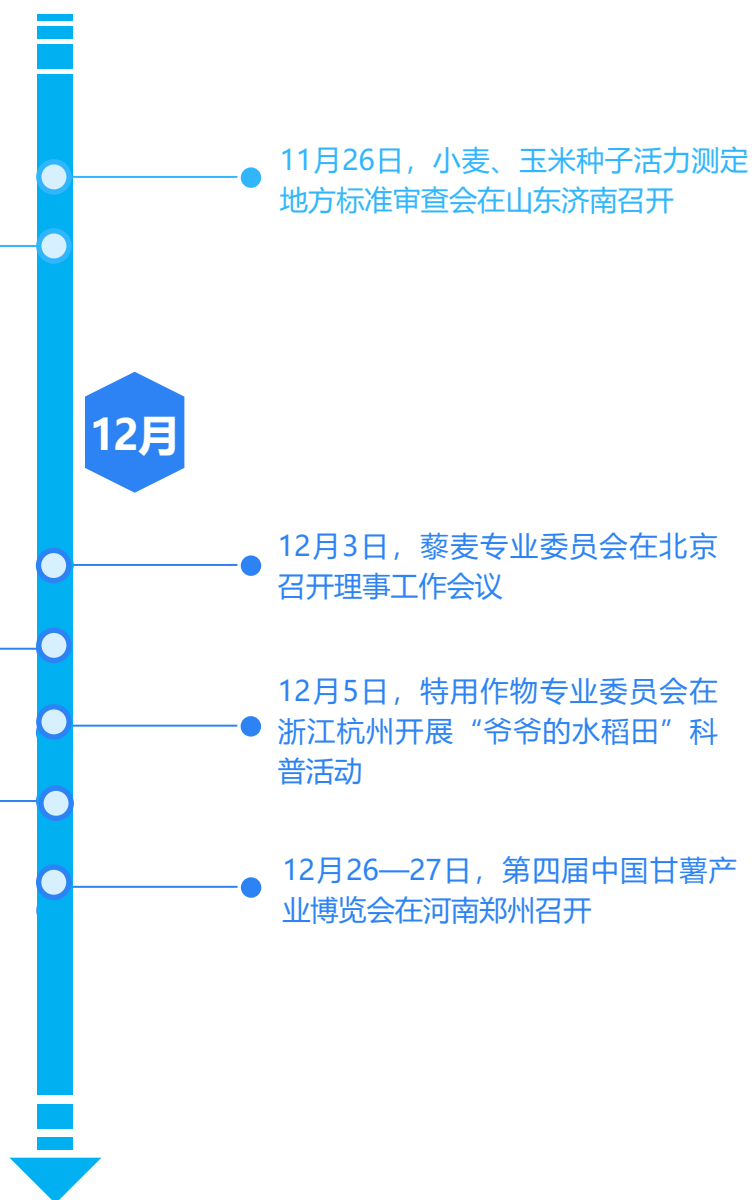 11月26日，小麦、玉米种子活力测定
地方标准审查会在山东济南召开
12月
12月3日，藜麦专业委员会在北京
召开理事工作会议
12月5日，特用作物专业委员会在
浙江杭州开展“爷爷的水稻田”科
普活动
12月26—27日，第四届中国甘薯产
业博览会在河南郑州召开